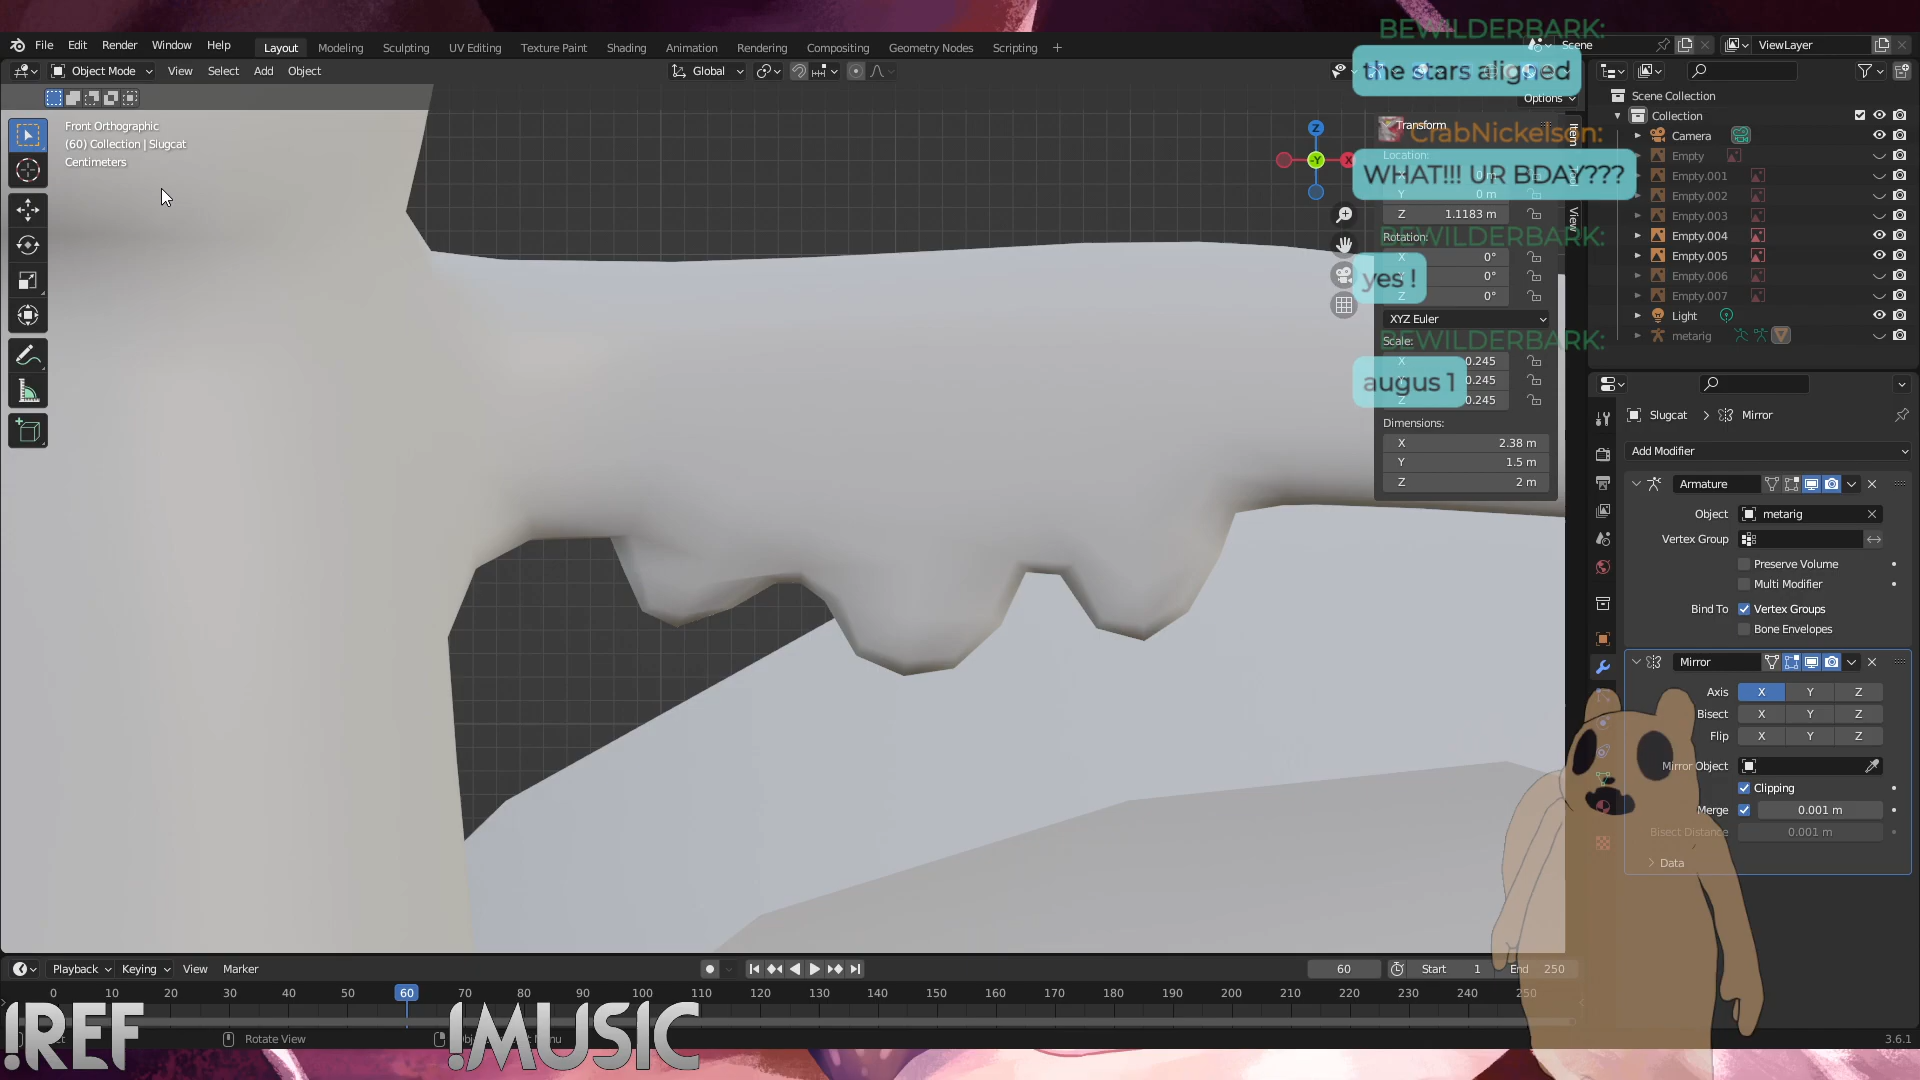 BEWILDERBARK:
the stars aligned
CrabNickelson:
WHAT!!! UR BDAY???
BEWILDERBARK:
yes !
BEWILDERBARK:
augus 1
File Edit Render Window Help
Layout Modeling Sculpting UV Editing Texture Paint Shading Animation Rendering Compositing Geometry Nodes Scripting +
Scene
ViewLayer
Object Mode View Select Add Object
Global
Options
Front Orthographic
(60) Collection | Slugcat
Centimeters
Z
-Y
X
Item
View
Transform
Location:
0 m
Y 0 m
Z 1.1183 m
Rotation:
X 0°
0°
Z 0°
XYZ Euler
Scale:
X 0.245
0.245
Z 0.245
Dimensions:
X 2.38 m
Y 1.5 m
Z 2 m
Scene Collection
Collection
Camera
Empty
Empty.001
Empty.002
Empty.003
Empty.004
Empty.005
Empty.006
Empty.007
Light
metarig
Slugcat > Mirror
Add Modifier
Armature
Object metarig
Vertex Group
Preserve Volume
Multi Modifier
Bind To Vertex Groups
Bone Envelopes
Mirror
Axis X Y Z
Bisect X Y Z
Flip X Y Z
Mirror Object
Clipping
Merge 0.001 m
Bisect Distance 0.001 m
Data
Playback Keying View Marker
60 Start 1 End 250
0 10 20 30 40 50 60 70 80 90 100 110 120 130 140 150 160 170 180 190 200 210 220 230 240 250
Rotate View
Menu
3.6.1
!REF
!MUSIC